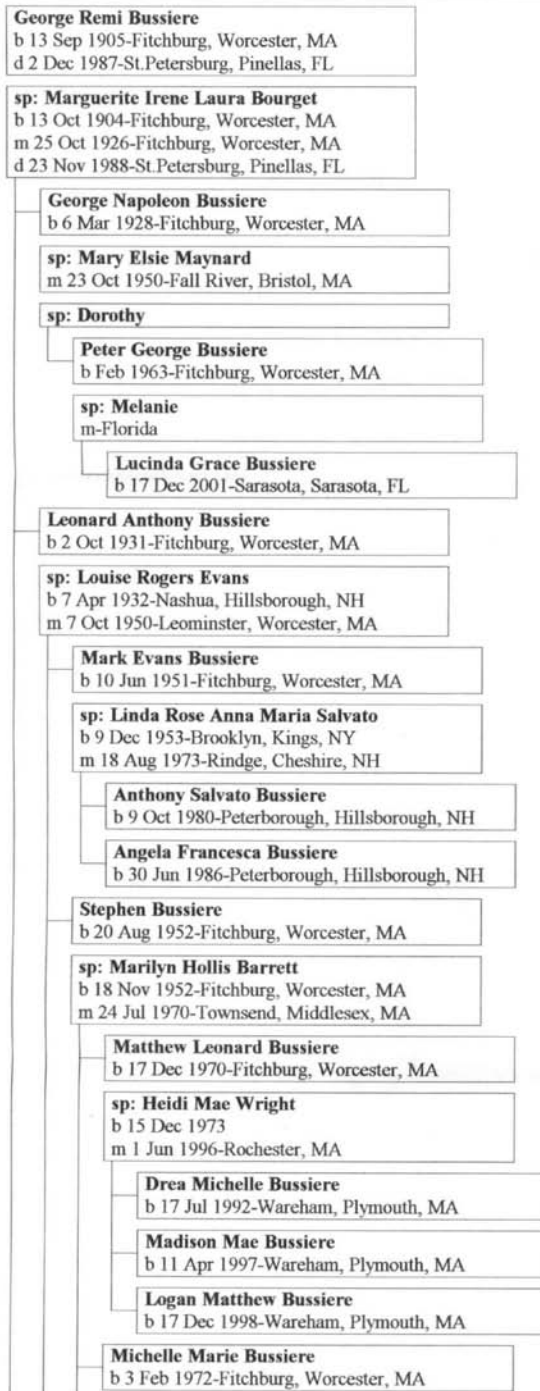 George Remi Bussiere
b 13 Sep 1905-Fitchburg, Worcester, MA
d 2 Dec 1987-St.Petersburg, Pinellas, FL
sp: Marguerite Irene Laura Bourget
b 13 Oct 1904-Fitchburg, Worcester, MA
m 25 Oct 1926-Fitchburg, Worcester, MA
d 23 Nov 1988-St.Petersburg, Pinellas, FL
George Napoleon Bussiere
b 6 Mar 1928-Fitchburg, Worcester, MA
sp: Mary Elsie Maynard
m 23 Oct 1950-Fall River, Bristol, MA
sp: Dorothy
Peter George Bussiere
b Feb 1963-Fitchburg, Worcester, MA
sp: Melanie
m-Florida
Lucinda Grace Bussiere
b 17 Dec 2001-Sarasota, Sarasota, FL
Leonard Anthony Bussiere
b 2 Oct 1931-Fitchburg, Worcester, MA
sp: Louise Rogers Evans
b 7 Apr 1932-Nashua, Hillsborough, NH
m 7 Oct 1950-Leominster, Worcester, MA
Mark Evans Bussiere
b 10 Jun 1951-Fitchburg, Worcester, MA
sp: Linda Rose Anna Maria Salvato
b 9 Dec 1953-Brooklyn, Kings, NY
m 18 Aug 1973-Rindge, Cheshire, NH
Anthony Salvato Bussiere
b 9 Oct 1980-Peterborough, Hillsborough, NH
Angela Francesca Bussiere
b 30 Jun 1986-Peterborough, Hillsborough, NH
Stephen Bussiere
b 20 Aug 1952-Fitchburg, Worcester, MA
sp: Marilyn Hollis Barrett
b 18 Nov 1952-Fitchburg, Worcester, MA
m 24 Jul 1970-Townsend, Middlesex, MA
Matthew Leonard Bussiere
b 17 Dec 1970-Fitchburg, Worcester, MA
sp: Heidi Mae Wright
b 15 Dec 1973
m 1 Jun 1996-Rochester, MA
Drea Michelle Bussiere
b 17 Jul 1992-Wareham, Plymouth, MA
Madison Mae Bussiere
b 11 Apr 1997-Wareham, Plymouth, MA
Logan Matthew Bussiere
b 17 Dec 1998-Wareham, Plymouth, MA
Michelle Marie Bussiere
b 3 Feb 1972-Fitchburg, Worcester, MA